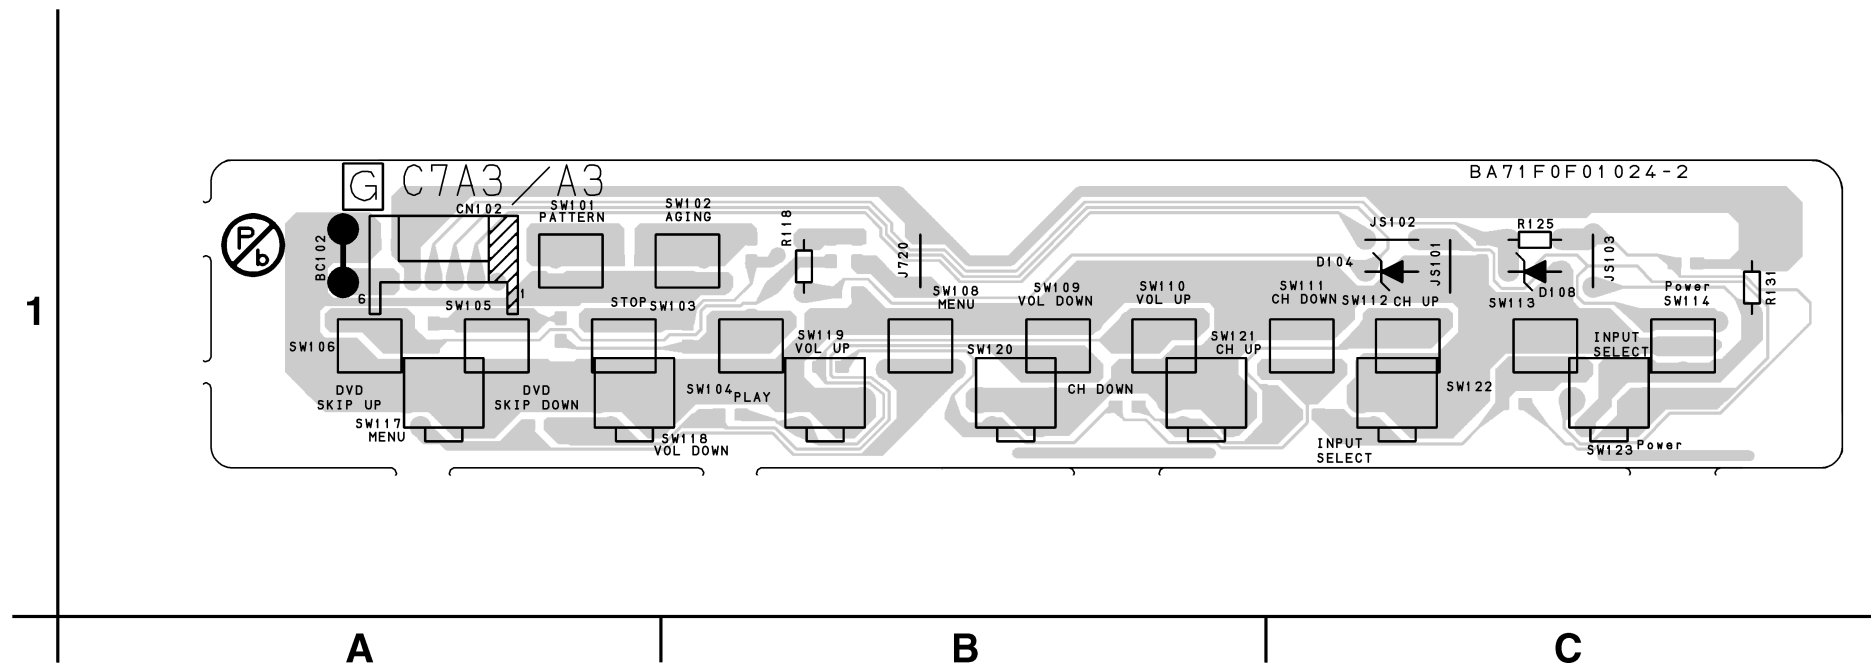 G C7A3/A3
BA71F0F01024-2
Pb
BC102
6
CN102
1
SW101
PATTERN
SW102
AGING
R118
J720
JS102
R125
D104
JS101
D108
JS103
R131
SW105
STOP SW103
SW108
MENU
SW109
VOL DOWN
SW110
VOL UP
SW111
CH DOWN
SW112 CH UP
SW113
Power
SW114
SW106
SW119
VOL UP
SW120
SW121
CH UP
INPUT
SELECT
DVD
SKIP UP
DVD
SKIP DOWN
SW104 PLAY
CH DOWN
SW122
SW117
MENU
SW118
VOL DOWN
INPUT
SELECT
SW123 Power
1
A B C